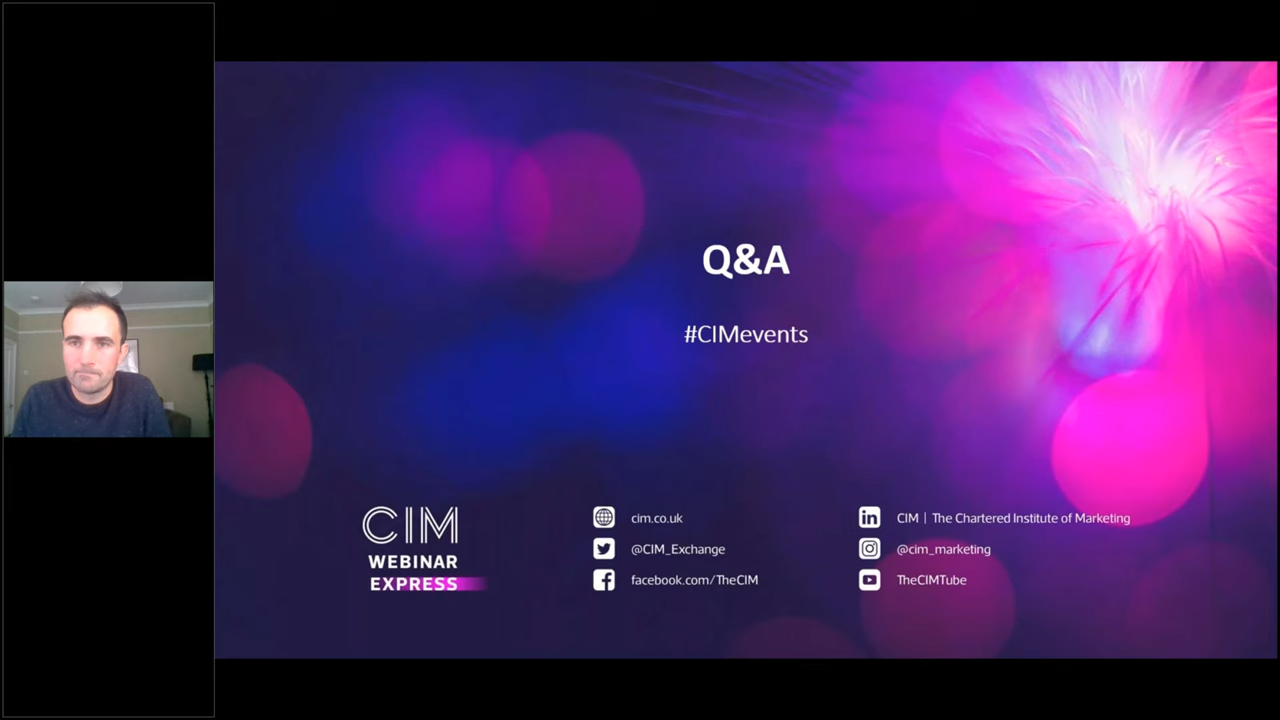 Q&A
#CIMevents
CIM
WEBINAR
EXPRESS
cim.co.uk
@CIM_Exchange
facebook.com/TheCIM
CIM | The Chartered Institute of Marketing
@cim_marketing
TheCIMTube